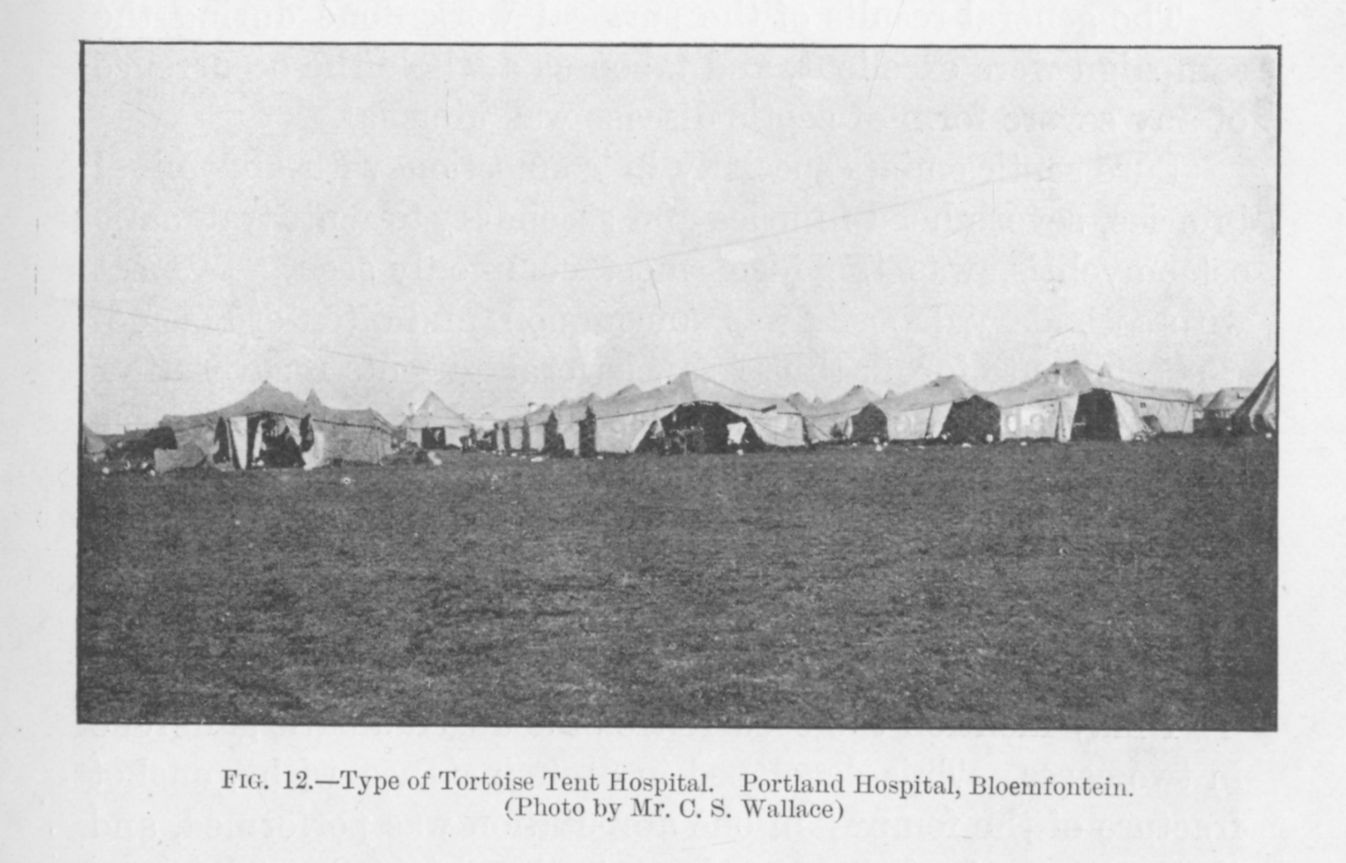 FIG. 12.—Type of Tortoise Tent Hospital. Portland Hospital, Bloemfontein.
(Photo by Mr. C. S. Wallace)